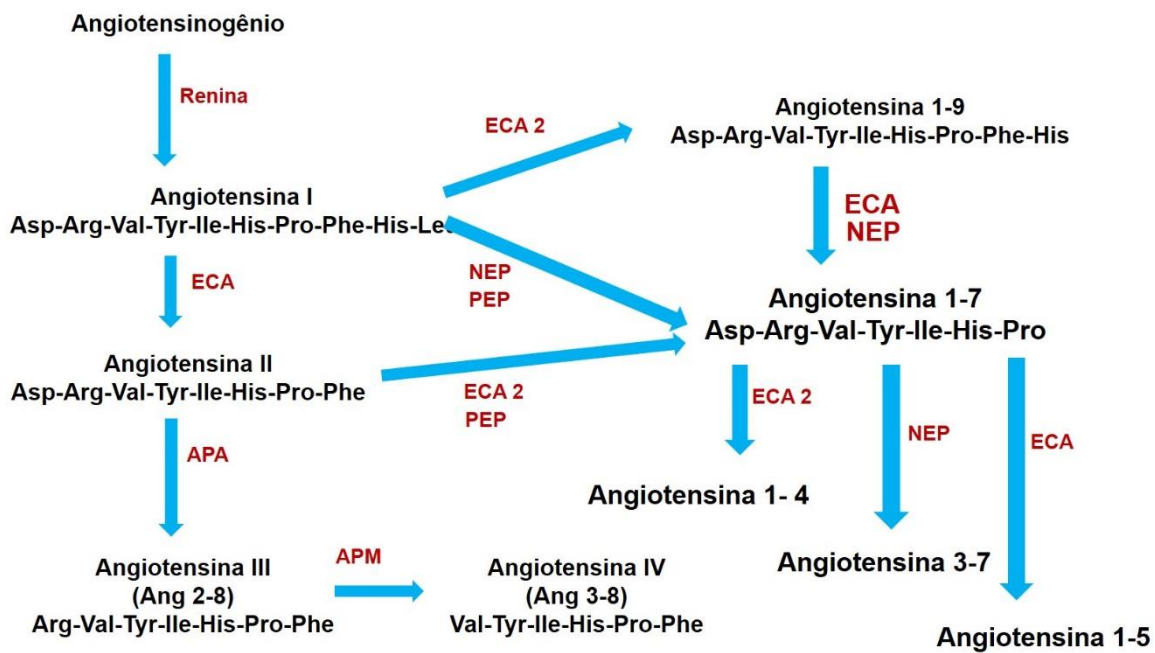 Angiotensinogênio
Renina
Angiotensina I
Asp-Arg-Val-Tyr-Ile-His-Pro-Phe-His-Leu
ECA 2
Angiotensina 1-9
Asp-Arg-Val-Tyr-Ile-His-Pro-Phe-His
ECA
NEP
NEP
PEP
ECA
Angiotensina 1-7
Asp-Arg-Val-Tyr-Ile-His-Pro
Angiotensina II
Asp-Arg-Val-Tyr-Ile-His-Pro-Phe
ECA 2
PEP
ECA 2
NEP
ECA
APA
Angiotensina 1- 4
Angiotensina III
(Ang 2-8)
Arg-Val-Tyr-Ile-His-Pro-Phe
APM
Angiotensina IV
(Ang 3-8)
Val-Tyr-Ile-His-Pro-Phe
Angiotensina 3-7
Angiotensina 1-5